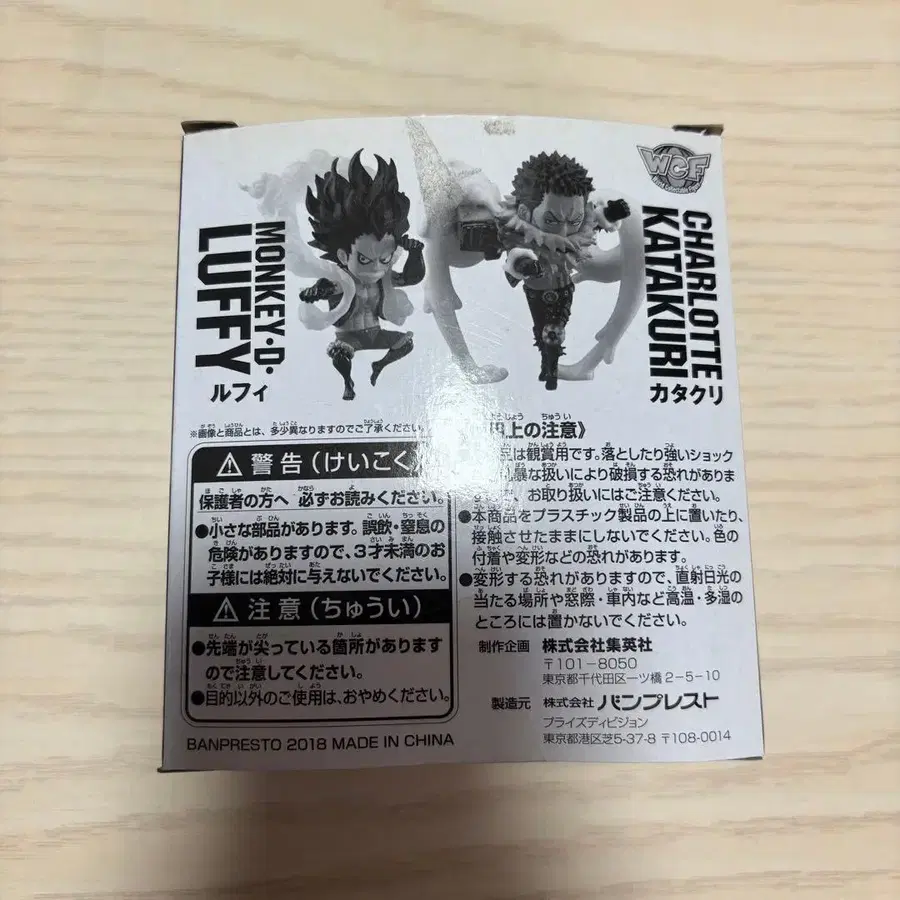 MONKEY・D・
LUFFY
ルフィ
WCF
CHARLOTTE
KATAKURI
カタクリ
※画像と商品とは、多少異なりますのでご了承ください
警告(けいこく
保護者の方へ 必ずお読みください。
●小さな部品があります。誤飲・窒息の
危険がありますので、3才未満のお
子様には絶対に与えないでください。
注意(ちゅうい)
●先端が尖っている箇所があります
ので注意してください。
●目的以外のご使用は、おやめください。
BANPRESTO 2018 MADE IN CHINA
上の注意》
は観賞用です。落としたり強いショック
暴な扱いにより破損する恐れがありま
、お取り扱いにはご注意ください。
●本商品をプラスチック製品の上に置いたり、
接触させたままにしないでください。色の
付着や変形などの恐れがあります。
●変形する恐れがありますので、直射日光の
当たる場所や窓際・車内など高温・多湿の
ところには置かないでください。
制作企画 株式会社集英社
〒101-8050
東京都千代田区一ツ橋2-5-10
製造元 株式会社バンプレスト
プライズディビジョン
東京都港区芝5-37-8 〒108-0014